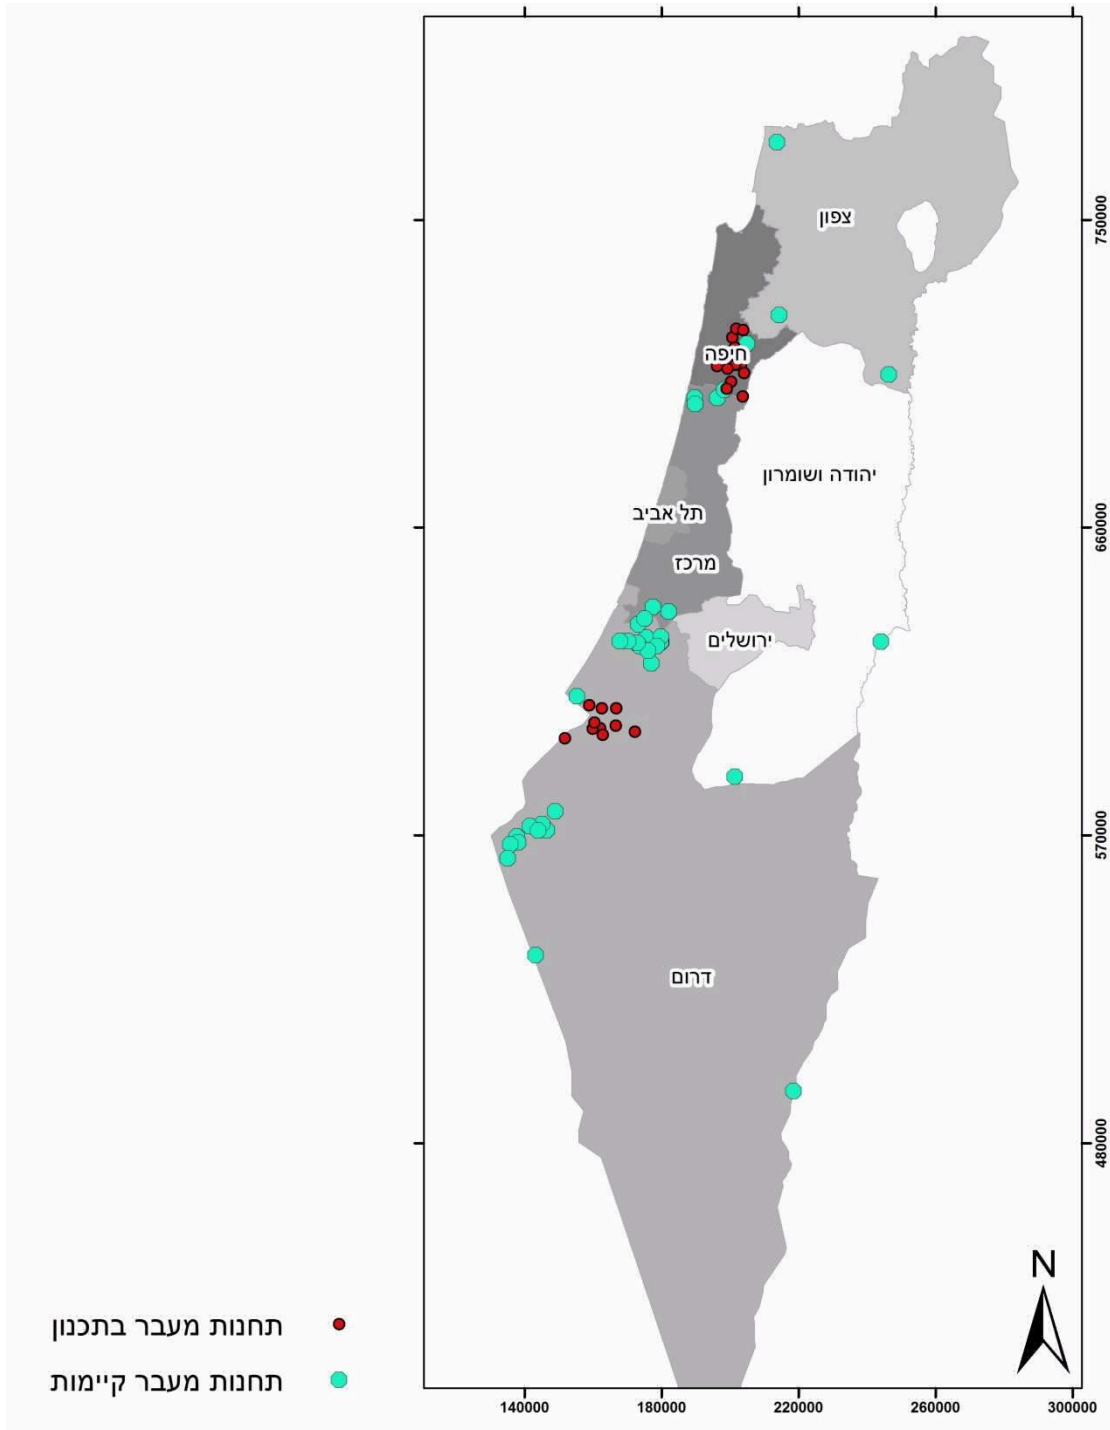 צפון
750000
חיפה
יהודה ושומרון
תל אביב
660000
מרכז
ירושלים
570000
דרום
480000
N
תחנות מעבר בתכנון
תחנות מעבר קיימות
140000 180000 220000 260000 300000